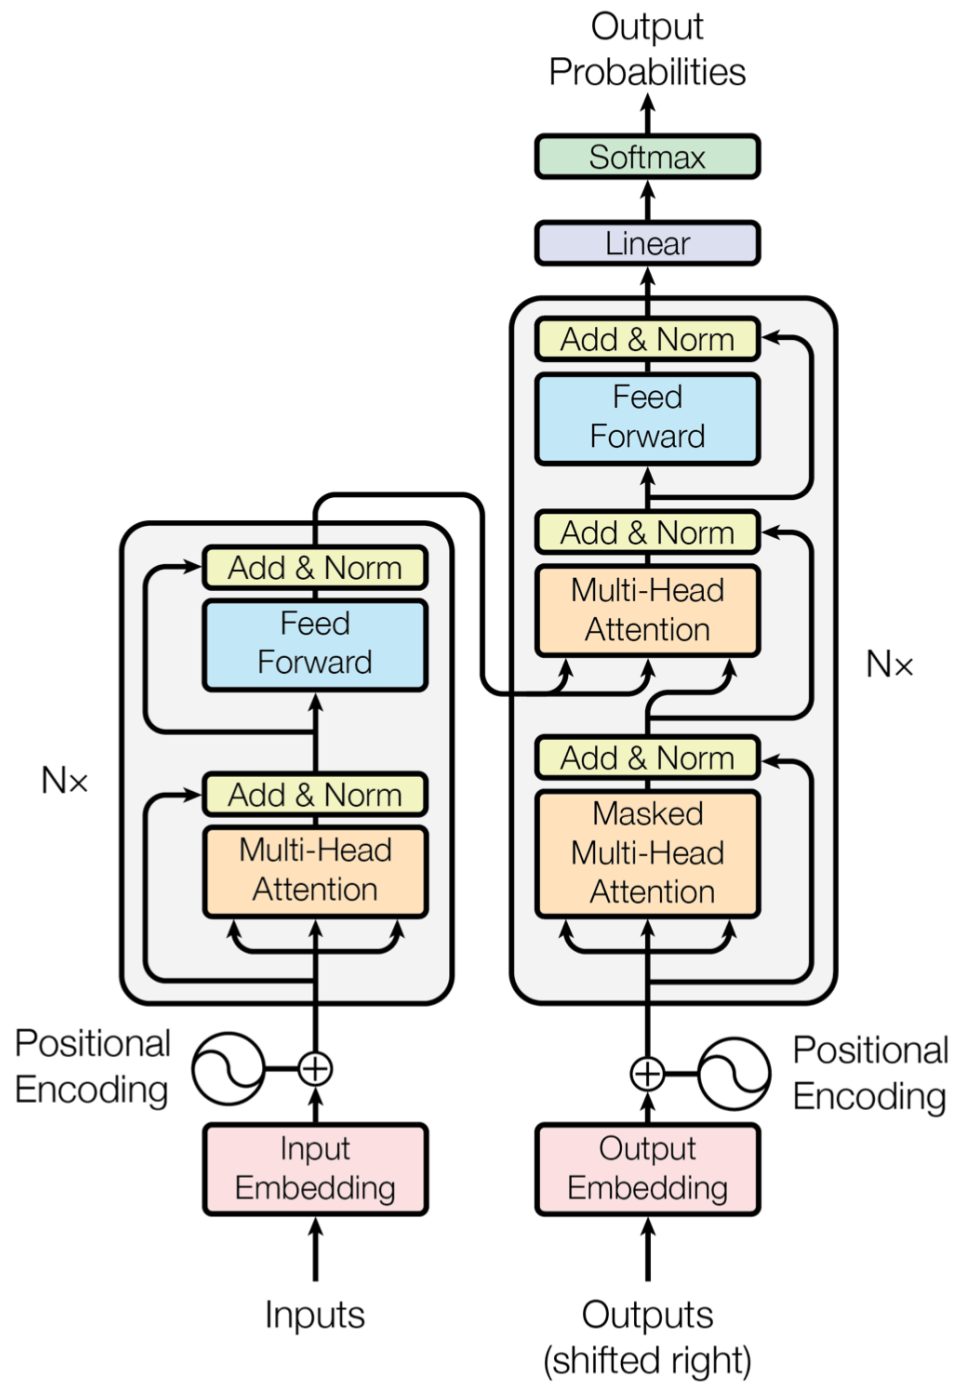 Output
Probabilities
Softmax
Linear
Add & Norm
Feed
Forward
Add & Norm
Multi-Head
Attention
Nx
Add & Norm
Masked
Multi-Head
Attention
Add & Norm
Feed
Forward
Nx
Add & Norm
Multi-Head
Attention
Positional
Encoding
Positional
Encoding
Input
Embedding
Output
Embedding
Inputs
Outputs
(shifted right)